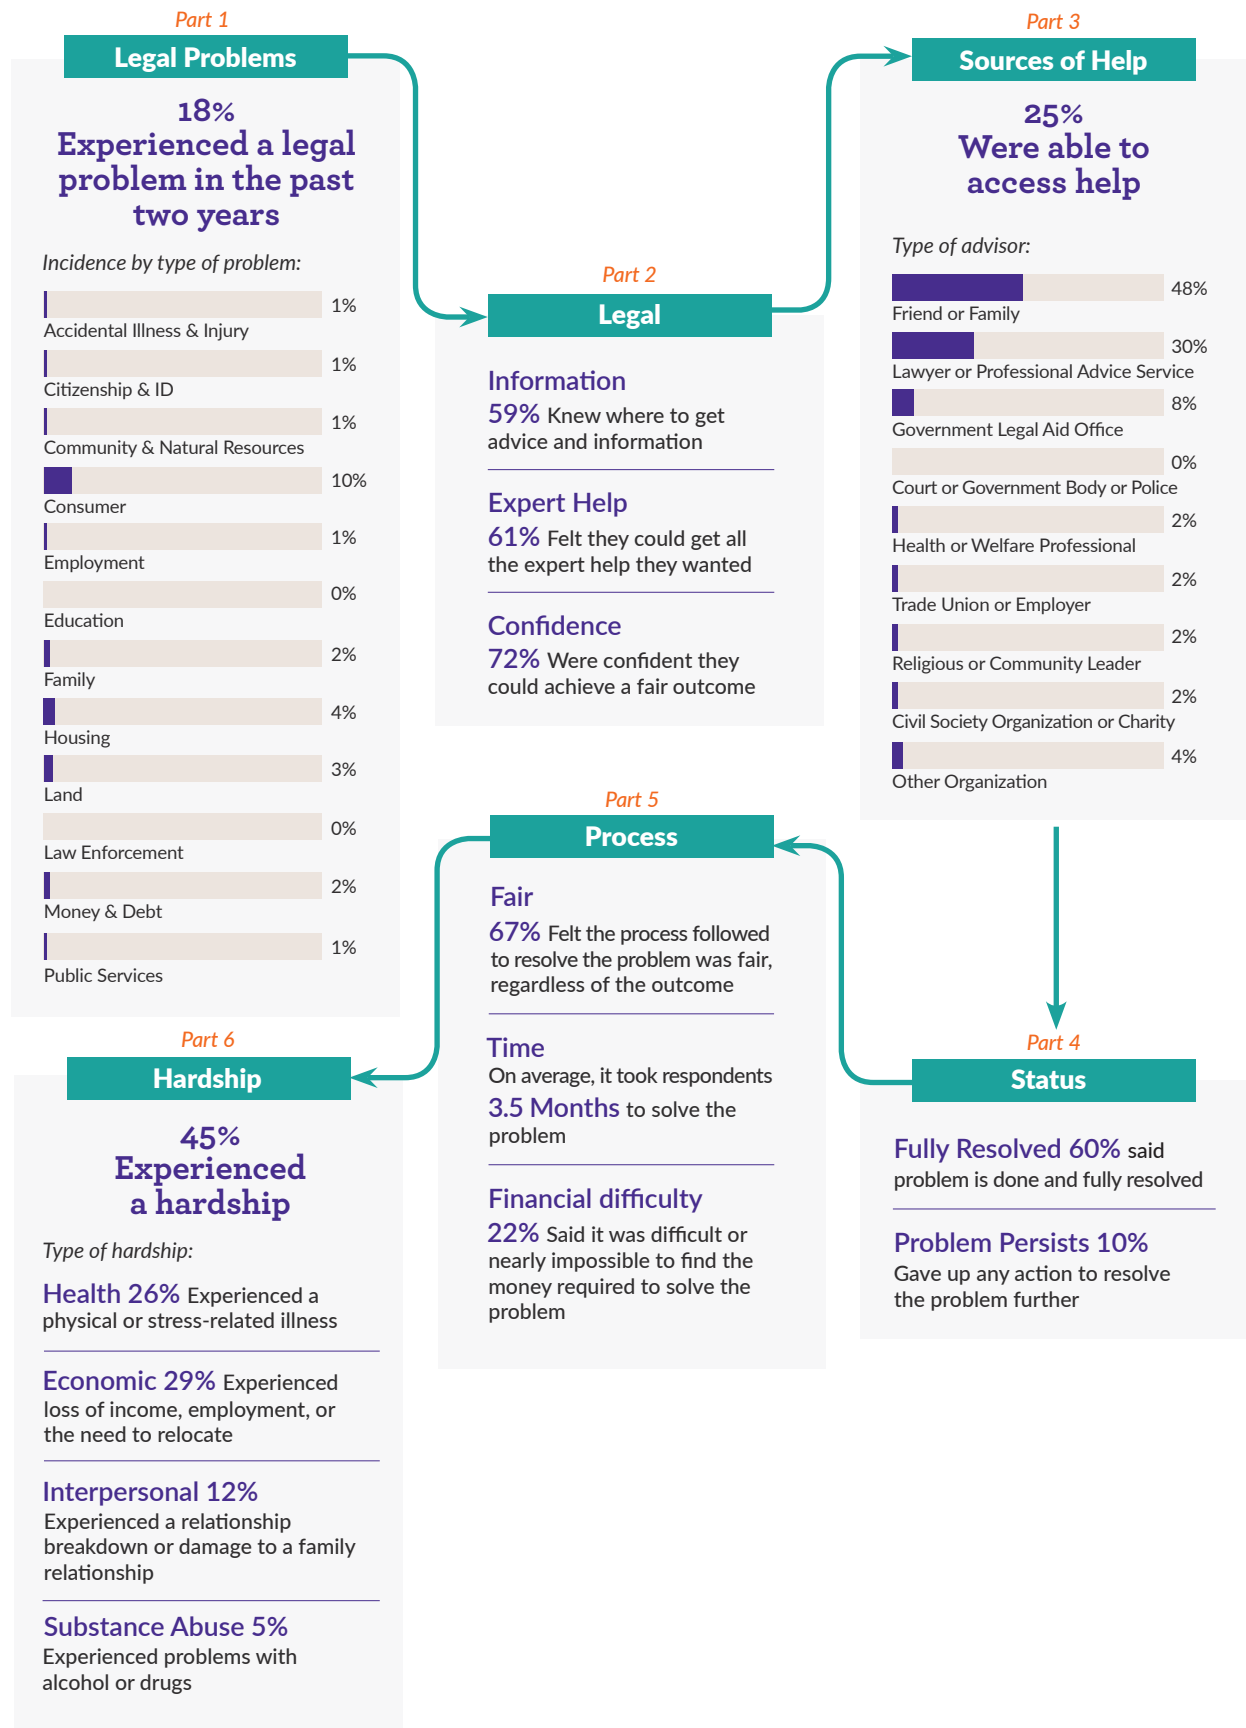 Part 1
Legal Problems
18%
Experienced a legal
problem in the past
two years
Incidence by type of problem:
1%
Accidental Illness & Injury
1%
Citizenship & ID
1%
Community & Natural Resources
10%
Consumer
1%
Employment
0%
Education
2%
Family
4%
Housing
3%
Land
0%
Law Enforcement
2%
Money & Debt
1%
Public Services
Part 2
Legal
Information
59% Knew where to get
advice and information
Expert Help
61% Felt they could get all
the expert help they wanted
Confidence
72% Were confident they
could achieve a fair outcome
Part 3
Sources of Help
25%
Were able to
access help
Type of advisor:
48%
Friend or Family
30%
Lawyer or Professional Advice Service
8%
Government Legal Aid Office
0%
Court or Government Body or Police
2%
Health or Welfare Professional
2%
Trade Union or Employer
2%
Religious or Community Leader
2%
Civil Society Organization or Charity
4%
Other Organization
Part 4
Status
Fully Resolved 60% said
problem is done and fully resolved
Problem Persists 10%
Gave up any action to resolve
the problem further
Part 5
Process
Fair
67% Felt the process followed
to resolve the problem was fair,
regardless of the outcome
Time
On average, it took respondents
3.5 Months to solve the
problem
Financial difficulty
22% Said it was difficult or
nearly impossible to find the
money required to solve the
problem
Part 6
Hardship
45%
Experienced
a hardship
Type of hardship:
Health 26% Experienced a
physical or stress-related illness
Economic 29% Experienced
loss of income, employment, or
the need to relocate
Interpersonal 12%
Experienced a relationship
breakdown or damage to a family
relationship
Substance Abuse 5%
Experienced problems with
alcohol or drugs